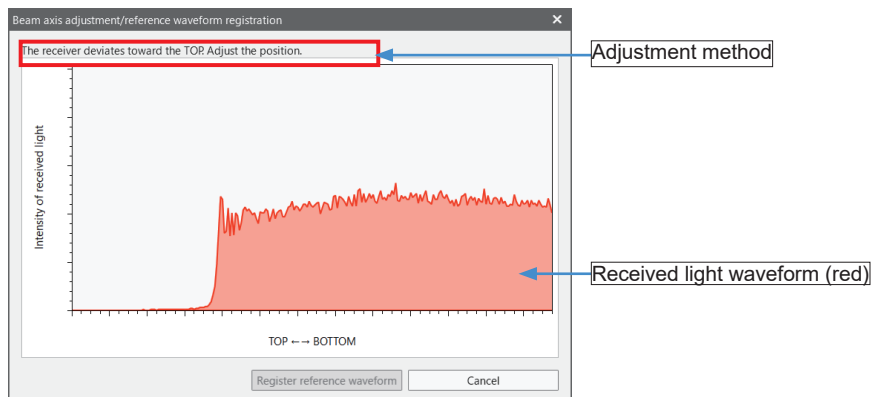 Beam axis adjustment/reference waveform registration
The receiver deviates toward the TOP. Adjust the position.
Adjustment method
Intensity of received light
Received light waveform (red)
TOP ←→ BOTTOM
Register reference waveform
Cancel